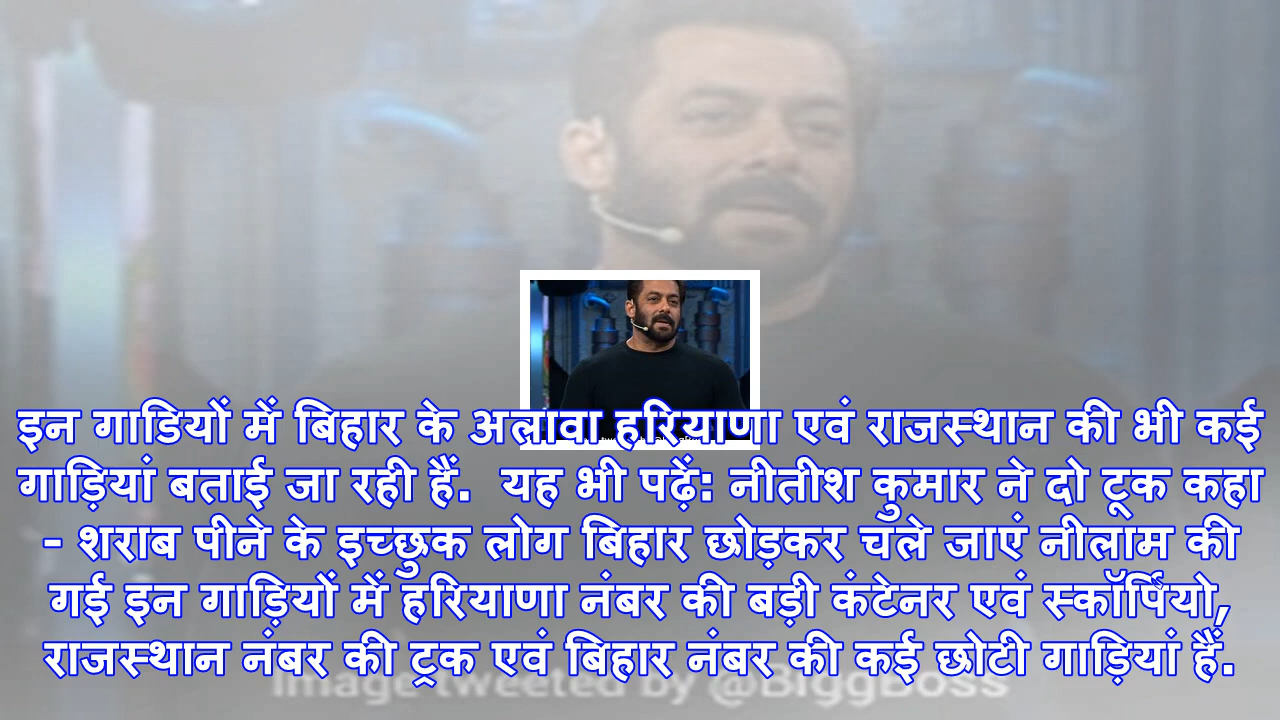 इन गाडियों में बिहार के अलावा हरियाणा एवं राजस्थान की भी कई
गाड़ियां बताई जा रही हैं.  यह भी पढ़ें: नीतीश कुमार ने दो टूक कहा
- शराब पीने के इच्छुक लोग बिहार छोड़कर चले जाएं नीलाम की
गई इन गाड़ियों में हरियाणा नंबर की बड़ी कंटेनर एवं स्कॉर्पियो,
राजस्थान नंबर की ट्रक एवं बिहार नंबर की कई छोटी गाड़ियां हैं.
Image tweeted by @BiggBoss